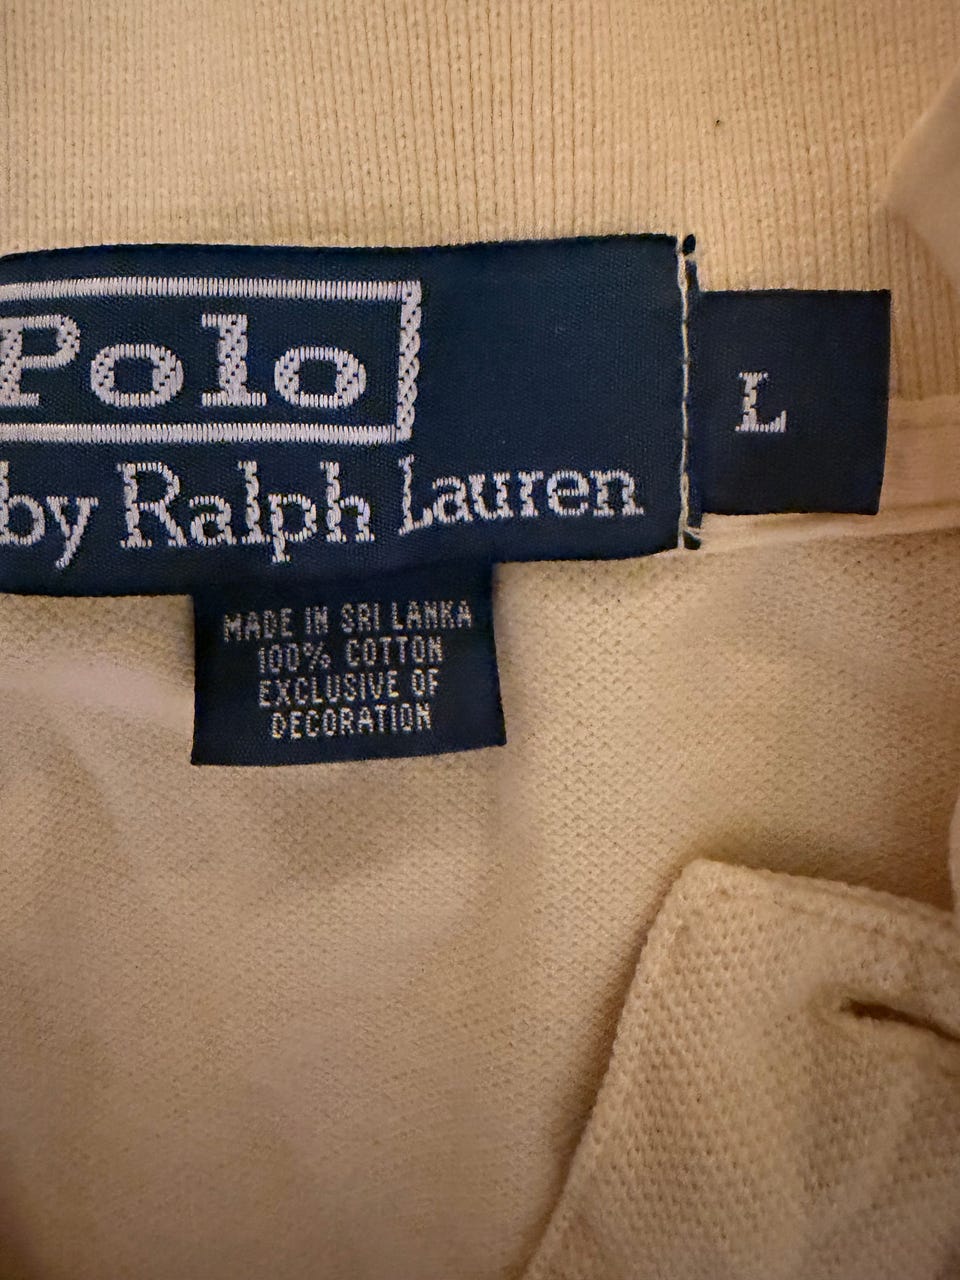 Polo
by Ralph Lauren
L
MADE IN SRI LANKA
100% COTTON
EXCLUSIVE OF
DECORATION